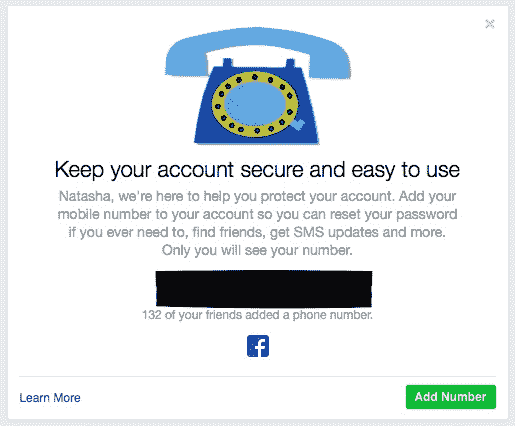 Keep your account secure and easy to use
Natasha, we're here to help you protect your account. Add your
mobile number to your account so you can reset your password
if you ever need to, find friends, get SMS updates and more.
Only you will see your number.
132 of your friends added a phone number.
Learn More
Add Number